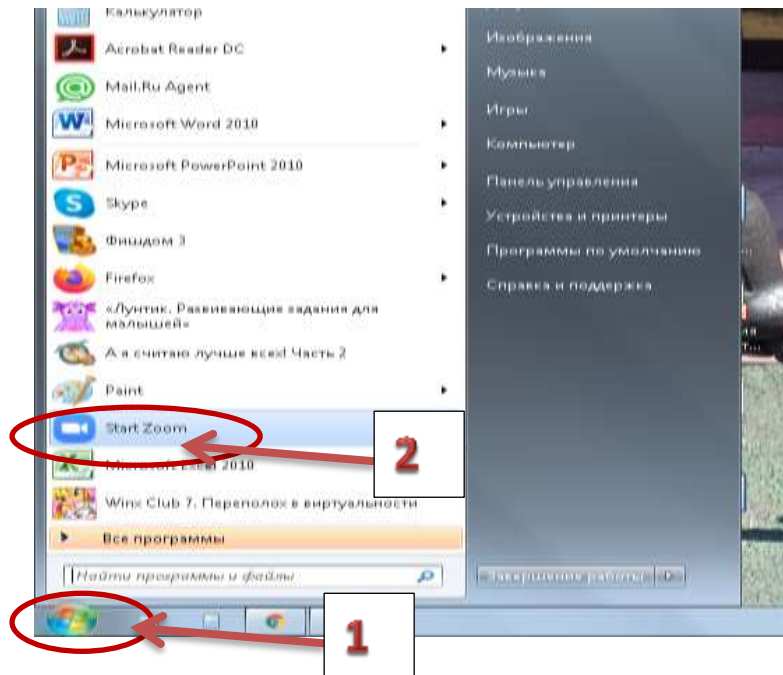 Калькулятор
Acrobat Reader DC
Mail.Ru Agent
Microsoft Word 2010
Microsoft PowerPoint 2010
Skype
Фишдом 3
Firefox
«Лунтик. Развивающие задания для
малышей»
А я считаю лучше всех! Часть 2
Paint
Start Zoom
Microsoft Excel 2010
Winx Club 7. Переполох в виртуальности
Все программы
Найти программы и файлы
Изображения
Музыка
Игры
Компьютер
Панель управления
Устройства и принтеры
Программы по умолчанию
Справка и поддержка
Завершение работы
2
1